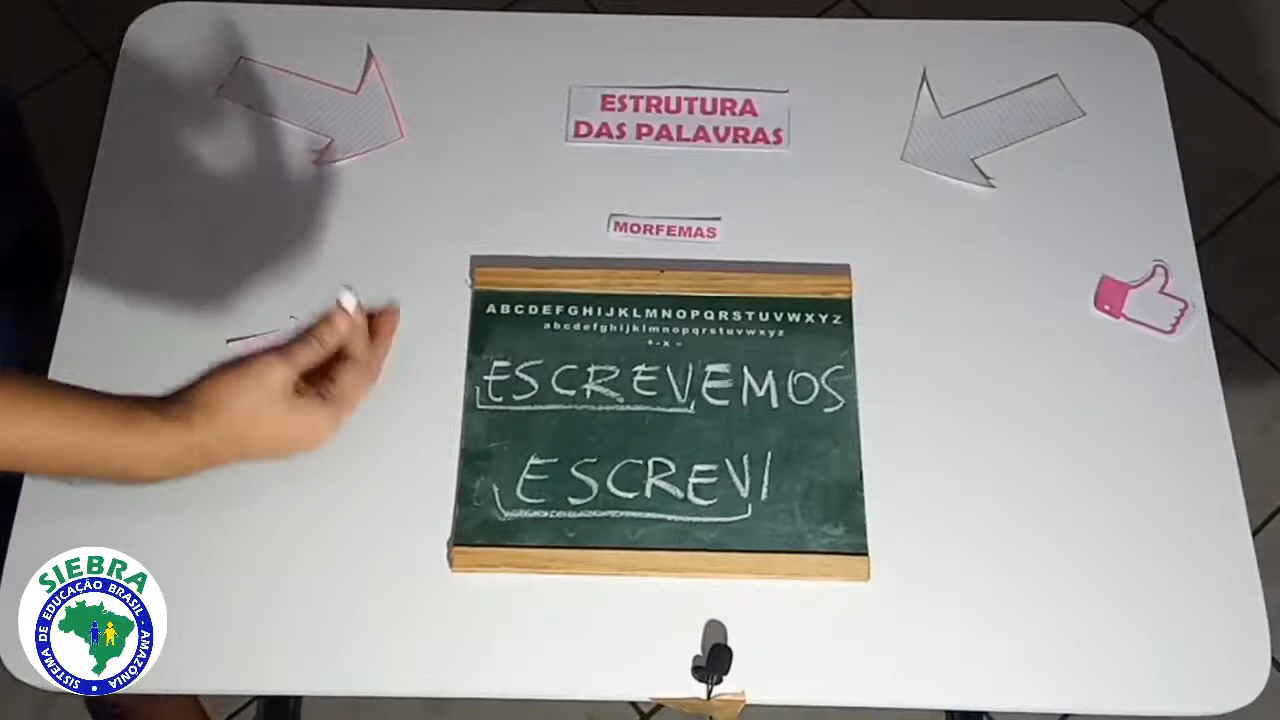 ESTRUTURA
DAS PALAVRAS
MORFEMAS
ABCDEFGHIJKLMNOPQRSTUVWXYZ
abcdefghijklmnopqrstuvwxyz
+-x÷
ESCREVEMOS
ESCREVI
SIEBRA
SISTEMA DE EDUCAÇÃO BRASIL - AMAZÔNIA